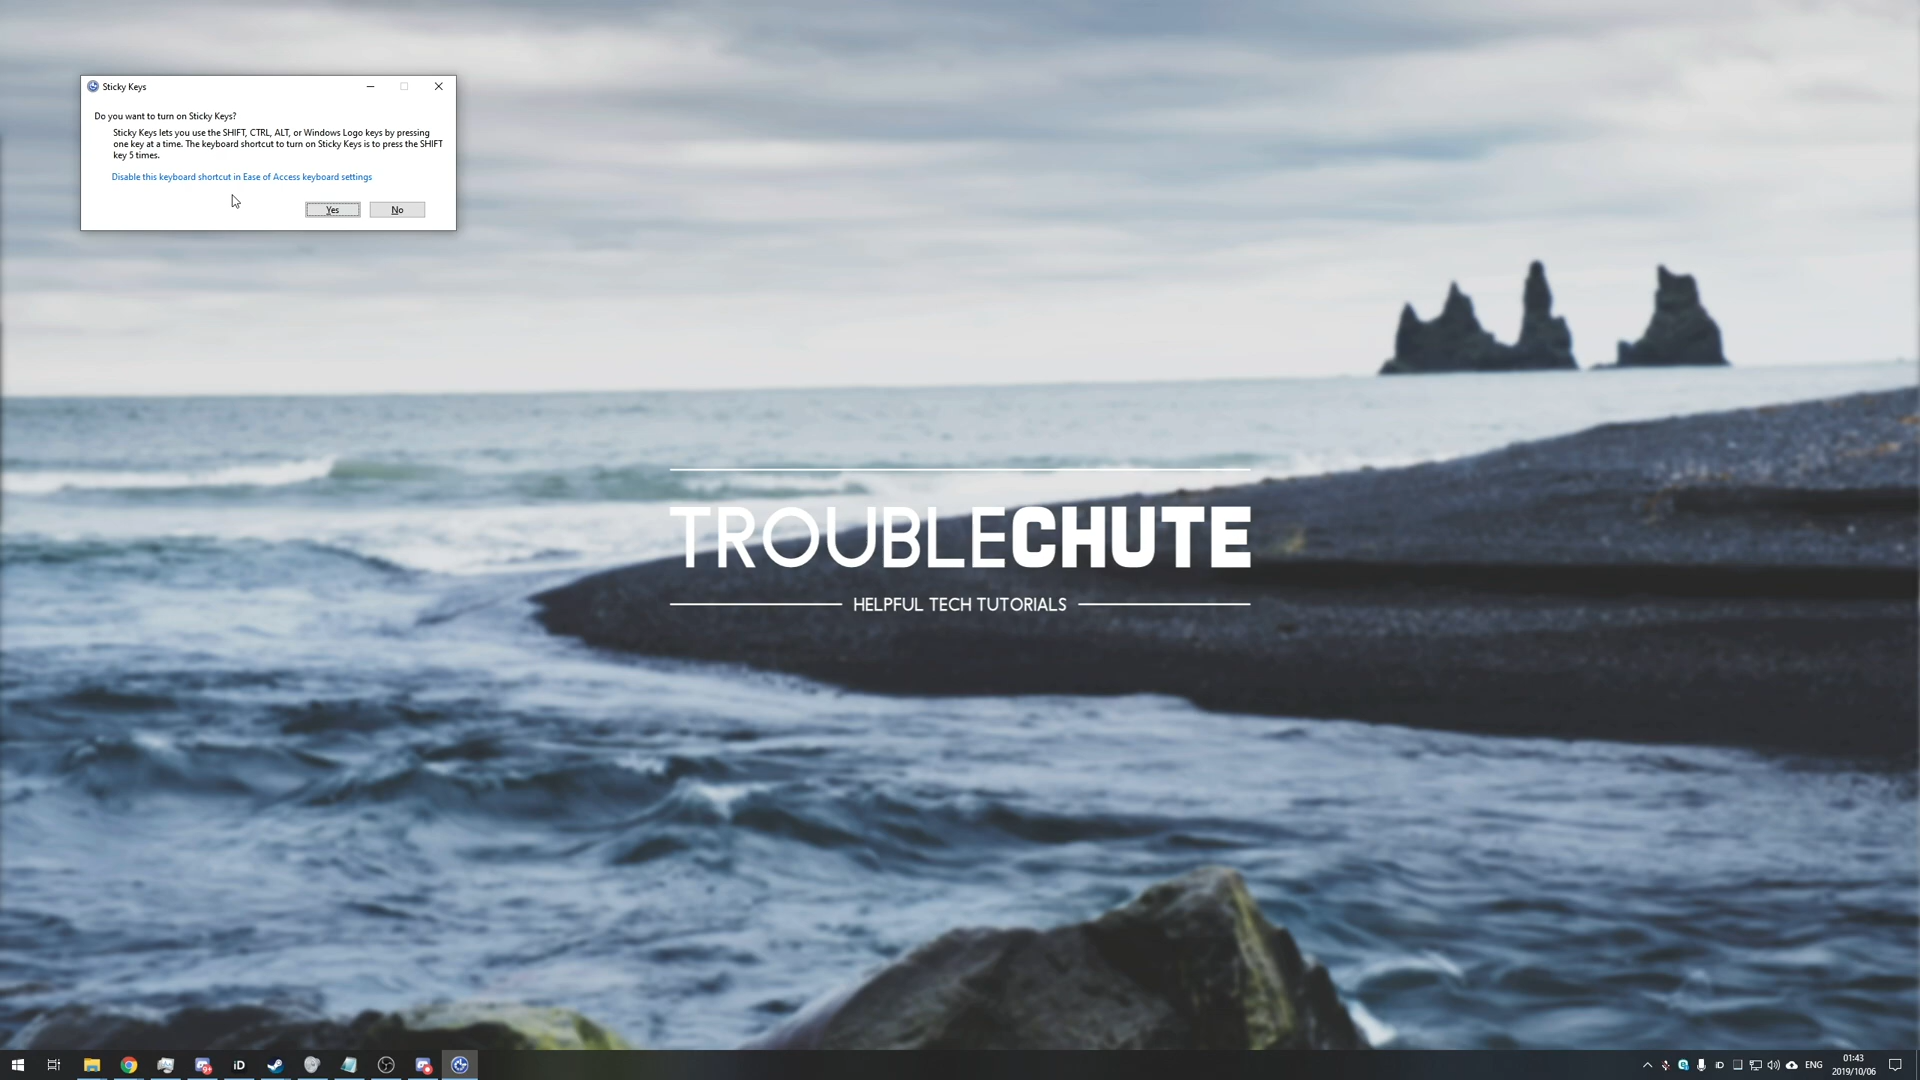 Sticky Keys
Do you want to turn on Sticky Keys?
Sticky Keys lets you use the SHIFT, CTRL, ALT, or Windows Logo keys by pressing
one key at a time. The keyboard shortcut to turn on Sticky Keys is to press the SHIFT
key 5 times.
Disable this keyboard shortcut in Ease of Access keyboard settings
Yes No
TROUBLECHUTE
HELPFUL TECH TUTORIALS
iD
iD ENG
01:43
2019/10/06